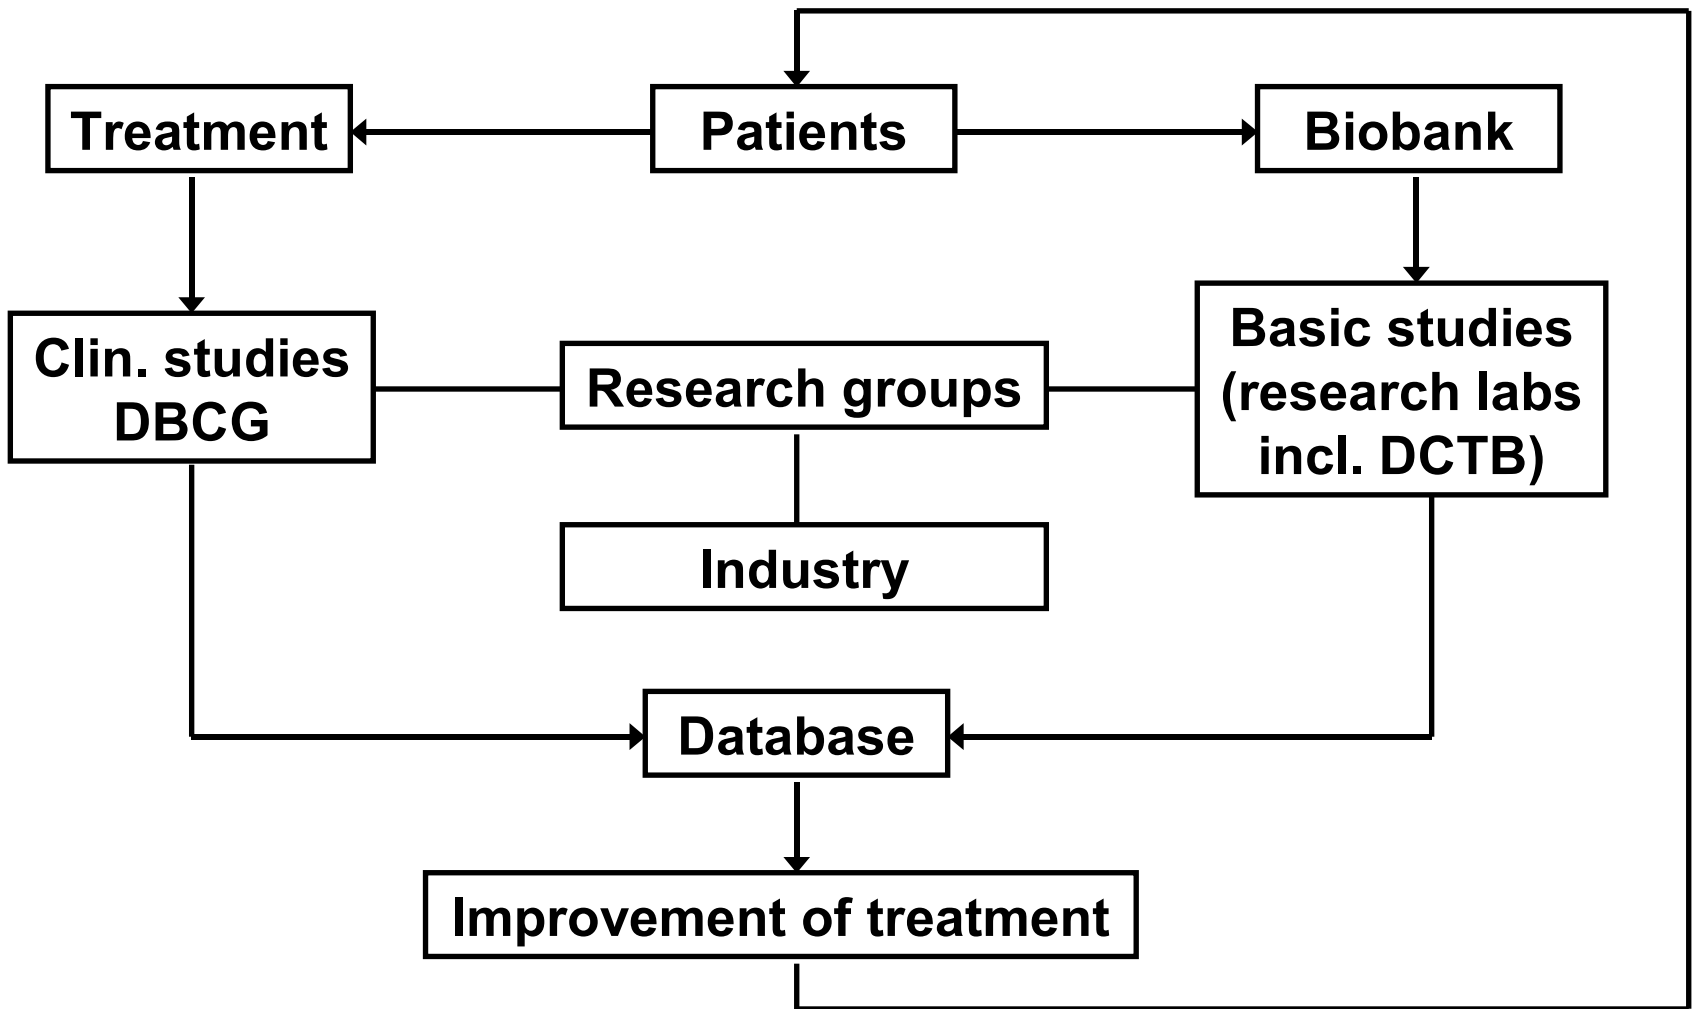 Treatment
Patients
Biobank
Clin. studies
DBCG
Research groups
Basic studies
(research labs
incl. DCTB)
Industry
Database
Improvement of treatment